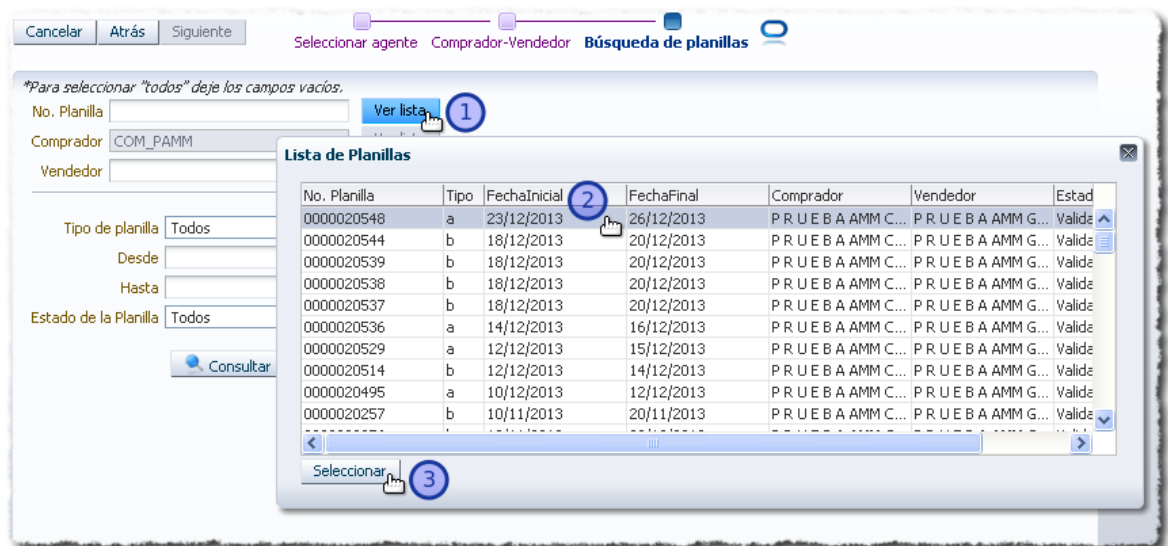 Cancelar Atrás Siguiente
Seleccionar agente Comprador-Vendedor Búsqueda de planillas
*Para seleccionar "todos" deje los campos vacíos.
No. Planilla Ver lista 1
Comprador COM_PAMM
Vendedor
Tipo de planilla Todos
Desde
Hasta
Estado de la Planilla Todos
Consultar
Lista de Planillas
No. Planilla Tipo FechaInicial 2 FechaFinal Comprador Vendedor Estad
0000020548 a 23/12/2013 26/12/2013 P R U E B A AMM C... P R U E B A AMM G... Valida
0000020544 b 18/12/2013 20/12/2013 P R U E B A AMM C... P R U E B A AMM G... Valida
0000020539 b 18/12/2013 20/12/2013 P R U E B A AMM C... P R U E B A AMM G... Valida
0000020538 b 18/12/2013 20/12/2013 P R U E B A AMM C... P R U E B A AMM G... Valida
0000020537 b 18/12/2013 20/12/2013 P R U E B A AMM C... P R U E B A AMM G... Valida
0000020536 a 14/12/2013 16/12/2013 P R U E B A AMM C... P R U E B A AMM G... Valida
0000020529 a 12/12/2013 15/12/2013 P R U E B A AMM C... P R U E B A AMM G... Valida
0000020514 b 12/12/2013 14/12/2013 P R U E B A AMM C... P R U E B A AMM G... Valida
0000020495 a 10/12/2013 12/12/2013 P R U E B A AMM C... P R U E B A AMM G... Valida
0000020257 b 10/11/2013 20/11/2013 P R U E B A AMM C... P R U E B A AMM G... Valida
Seleccionar 3